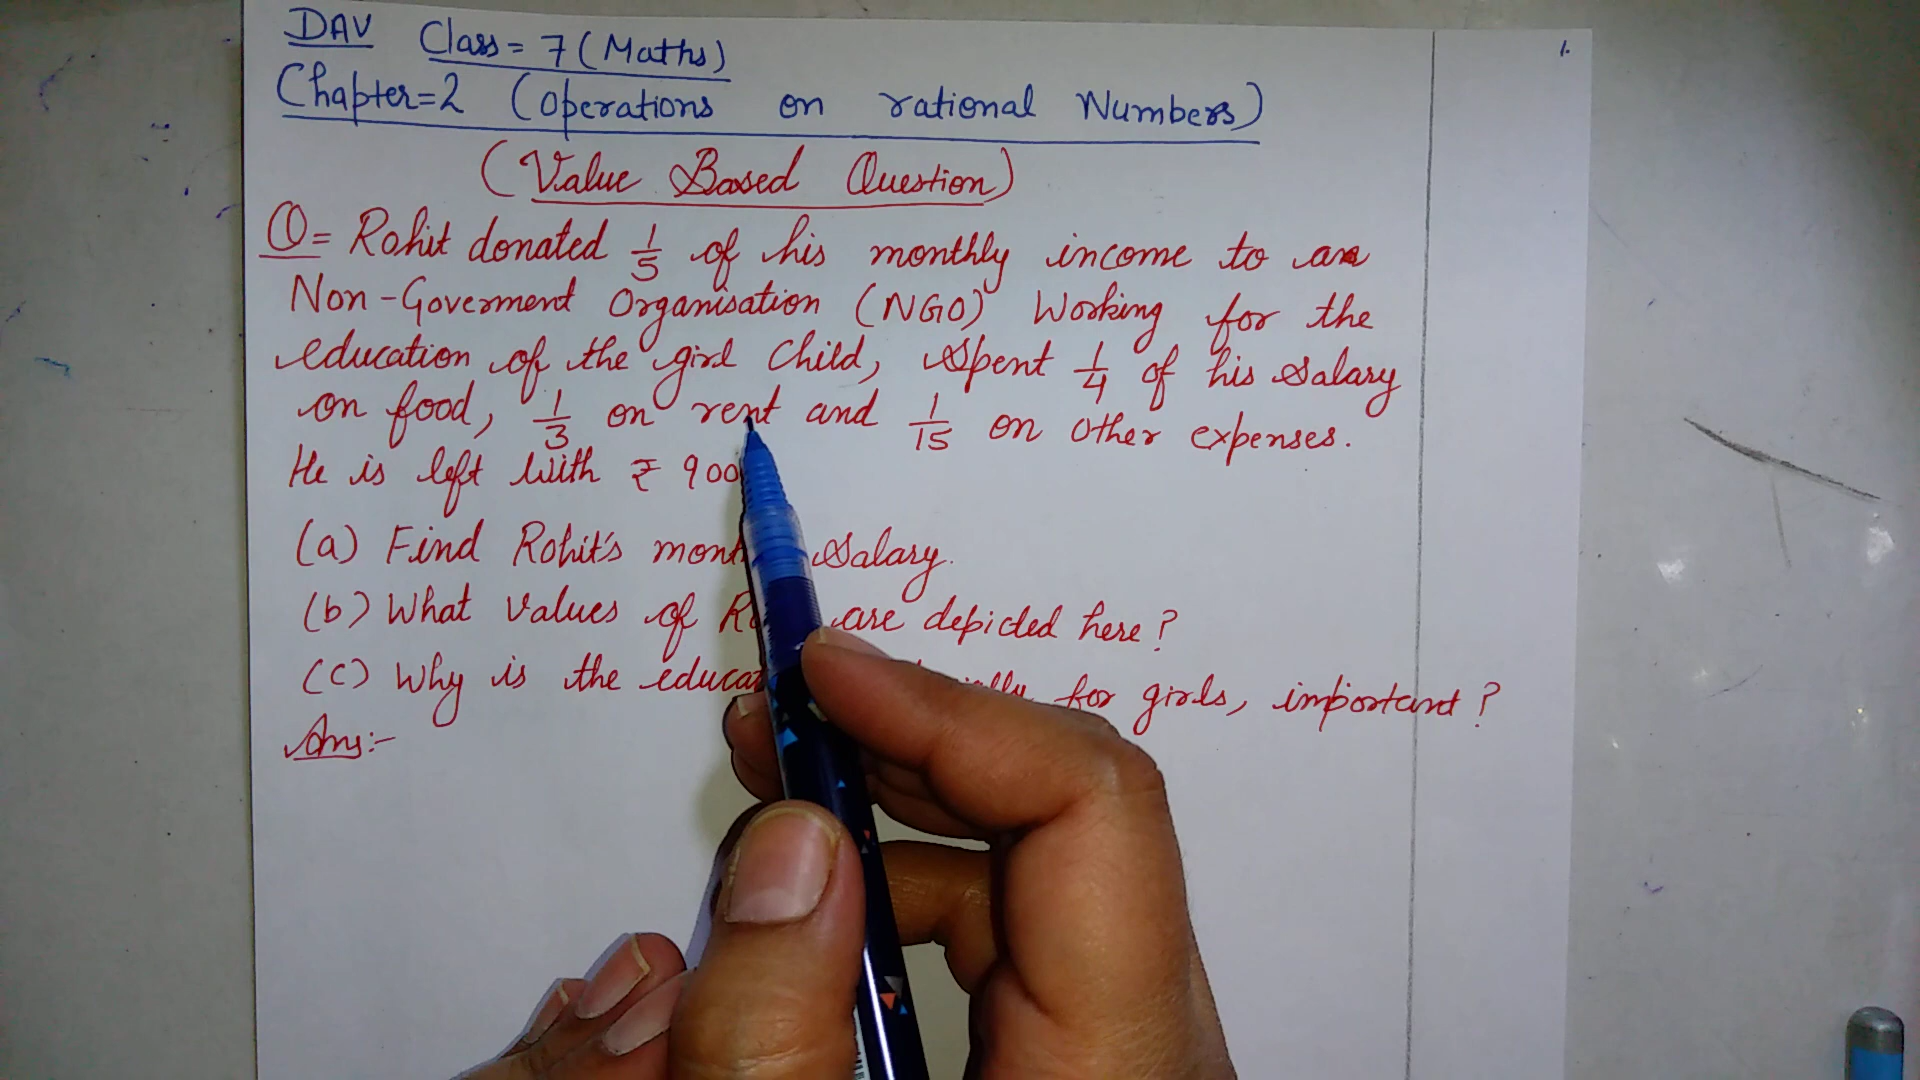 DAV Class = 7 (Maths)
1.
Chapter=2 (Operations on rational Numbers)
(Value Based Question)
Q= Rohit donated 1/5 of his monthly income to an
Non-Goverment Organisation (NGO) Working for the
education of the girl child, Spent 1/4 of his Salary
on food, 1/3 on rent and 1/15 on other expenses.
He is left with ₹ 900
(a) Find Rohit's Salary.
(b) What values of are depicted here?
(c) Why is the for girls, important?
Ans:-